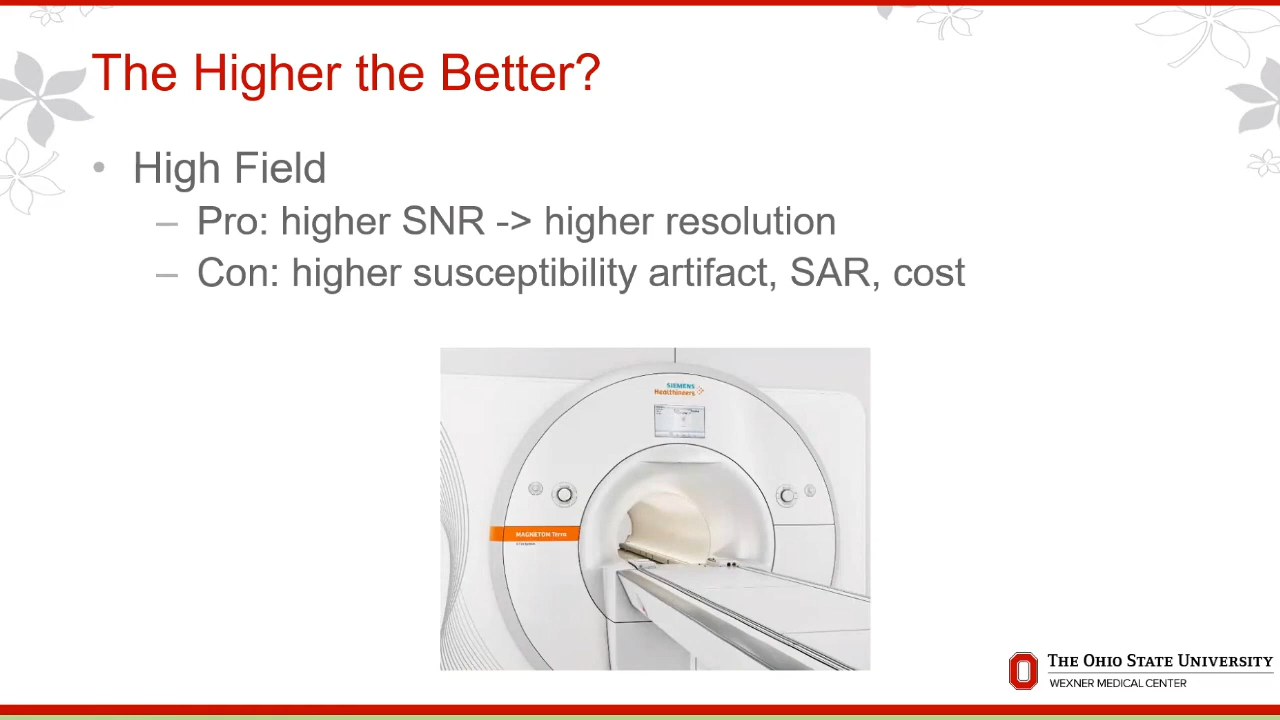 The Higher the Better?
• High Field
– Pro: higher SNR -> higher resolution
– Con: higher susceptibility artifact, SAR, cost
SIEMENS
Healthineers
MAGNETOM Terra
THE OHIO STATE UNIVERSITY
WEXNER MEDICAL CENTER